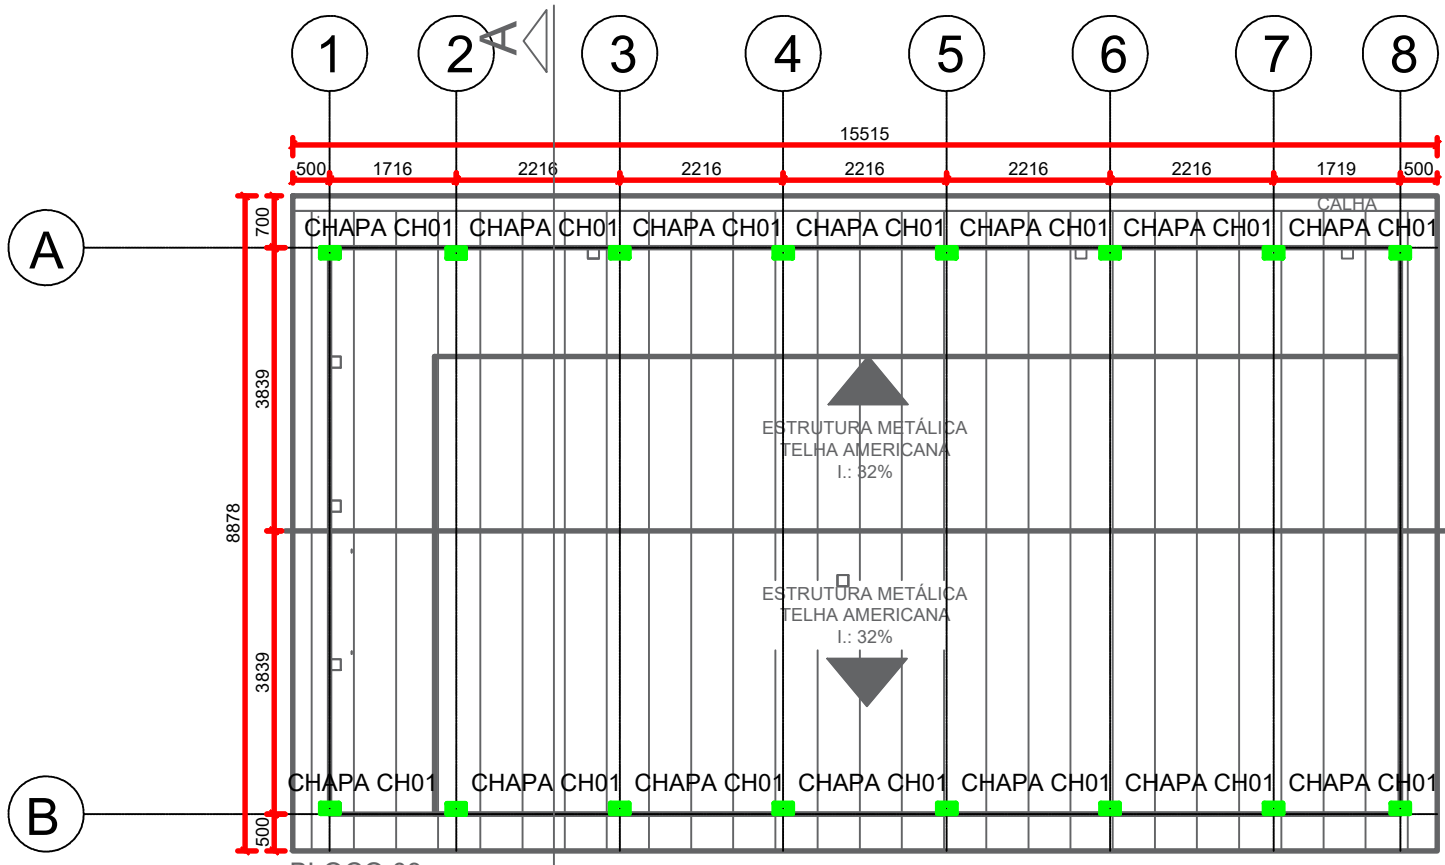 1 2 A 3 4 5 6 7 8
15515
500 1716 2216 2216 2216 2216 2216 1719 500
CALHA
700
A
CHAPA CH01 CHAPA CH01 CHAPA CH01 CHAPA CH01 CHAPA CH01 CHAPA CH01 CHAPA CH01
3839
ESTRUTURA METÁLICA
TELHA AMERICANA
I.: 32%
8878
ESTRUTURA METÁLICA
TELHA AMERICANA
I.: 32%
3839
CHAPA CH01 CHAPA CH01 CHAPA CH01 CHAPA CH01 CHAPA CH01 CHAPA CH01 CHAPA CH01
B
500